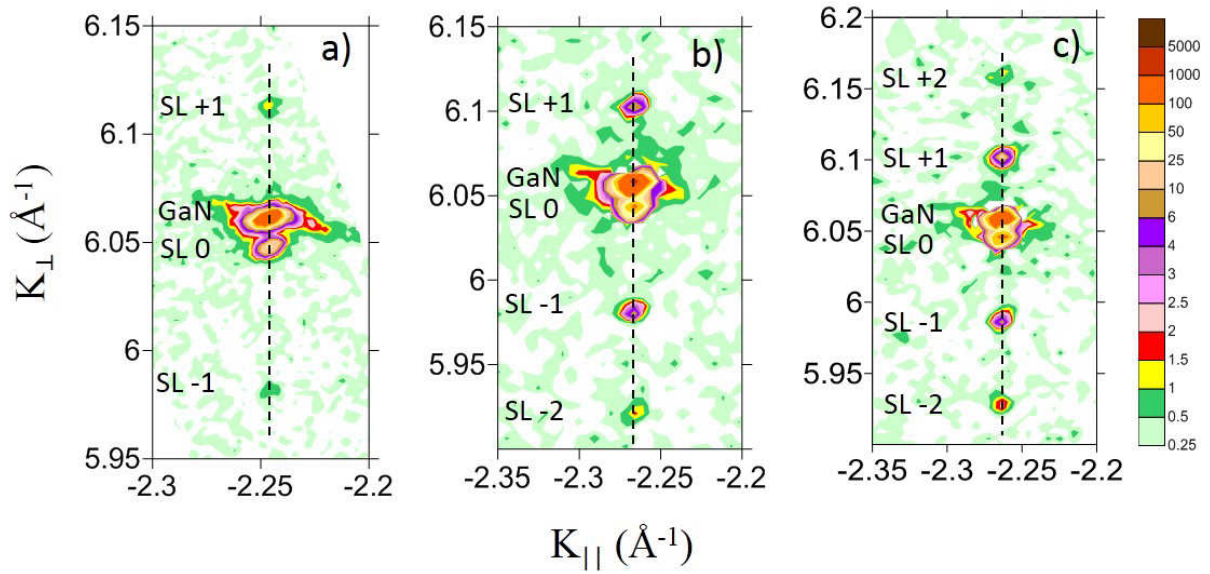 K⊥ (Å-1)
a)
6.15
6.1
6.05
6
5.95
SL +1
GaN
SL 0
SL -1
-2.3
-2.25
-2.2
b)
6.15
6.1
6.05
6
5.95
SL +1
GaN
SL 0
SL -1
SL -2
-2.35
-2.3
-2.25
-2.2
c)
6.2
6.15
6.1
6.05
6
5.95
SL +2
SL +1
GaN
SL 0
SL -1
SL -2
-2.35
-2.3
-2.25
-2.2
5000
1000
100
50
25
10
6
4
3
2.5
2
1.5
1
0.5
0.25
K|| (Å-1)